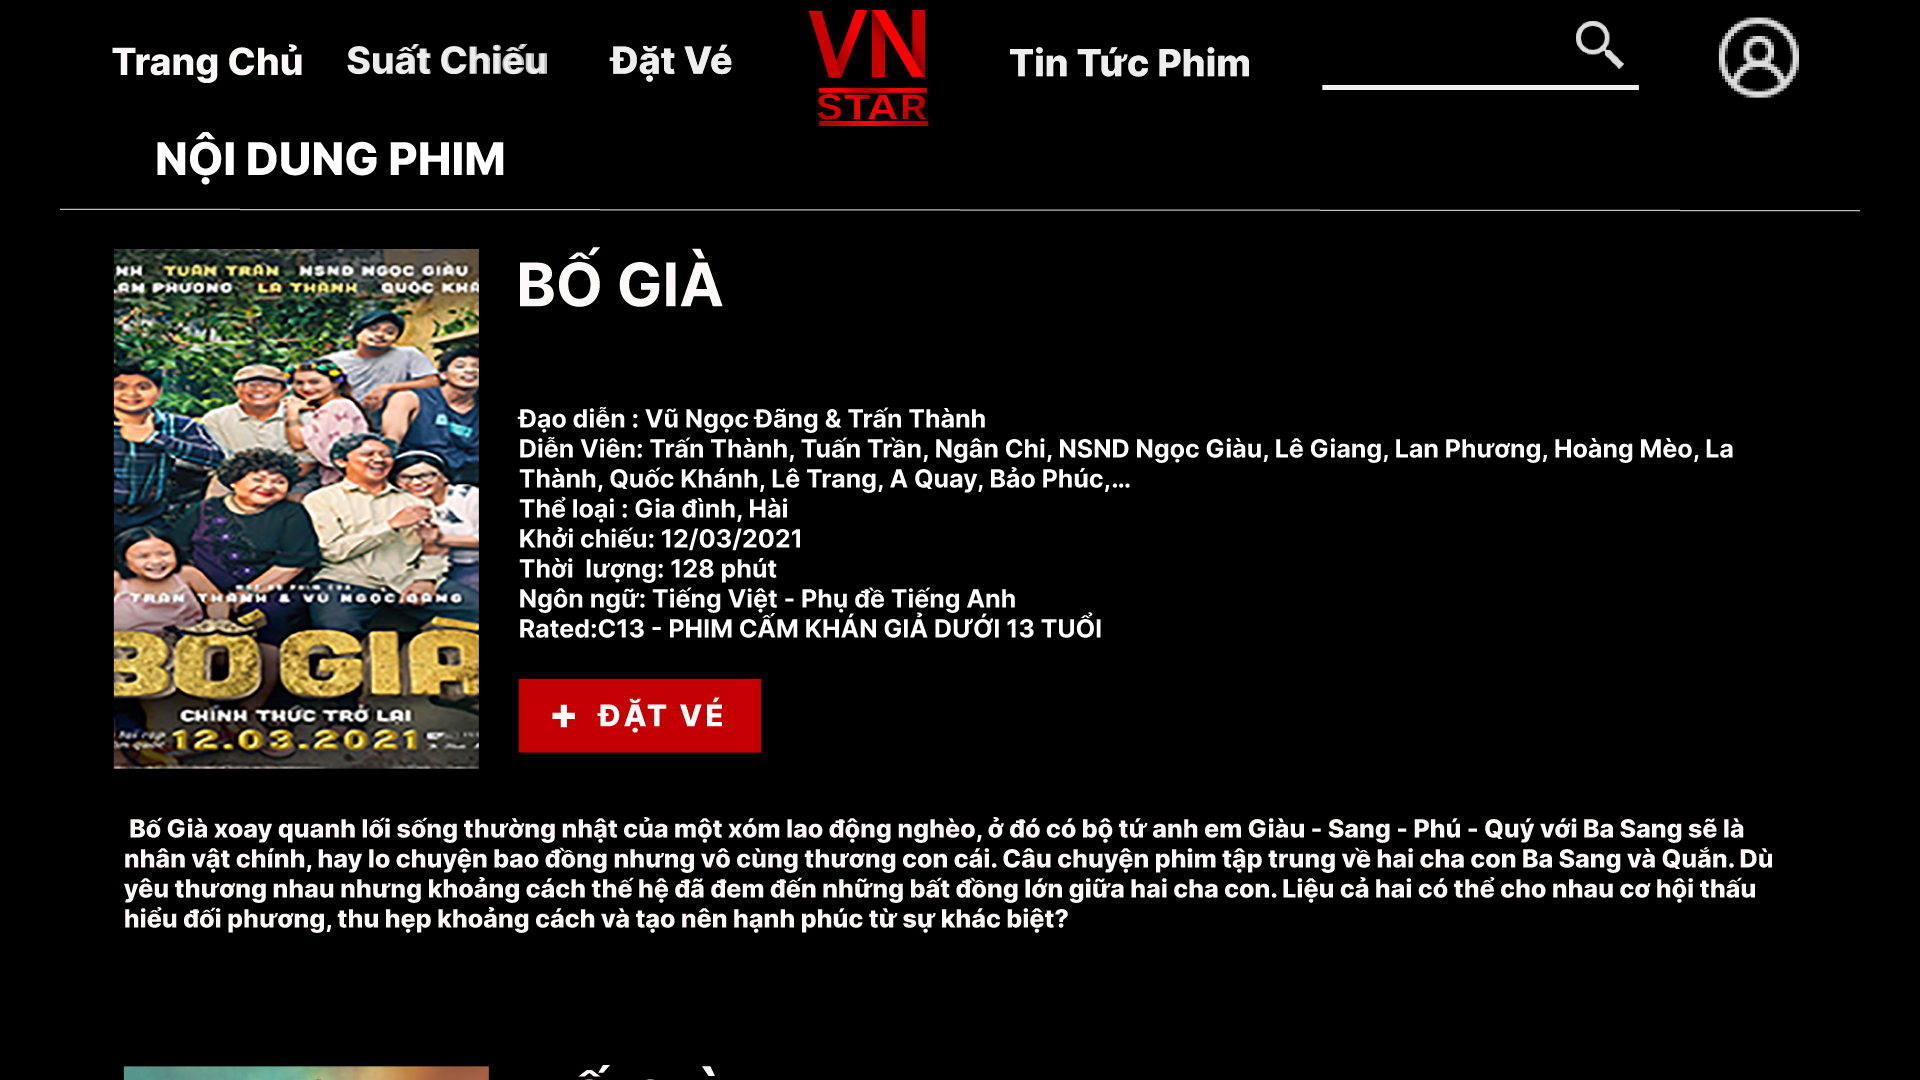 Trang Chủ Suất Chiếu Đặt Vé VN Tin Tức Phim
STAR
NỘI DUNG PHIM
NH TUẤN TRẦN NSND NGỌC GIÀU
LAN PHƯƠNG LA THÀNH QUỐC KHÁ
TRẤN THÀNH & VŨ NGỌC ĐÃNG
BỐ GIÀ
CHÍNH THỨC TRỞ LẠI
12.03.2021
BỐ GIÀ
Đạo diễn : Vũ Ngọc Đãng & Trấn Thành
Diễn Viên: Trấn Thành, Tuấn Trần, Ngân Chi, NSND Ngọc Giàu, Lê Giang, Lan Phương, Hoàng Mèo, La
Thành, Quốc Khánh, Lê Trang, A Quay, Bảo Phúc,...
Thể loại : Gia đình, Hài
Khởi chiếu: 12/03/2021
Thời  lượng: 128 phút
Ngôn ngữ: Tiếng Việt - Phụ đề Tiếng Anh
Rated:C13 - PHIM CẤM KHÁN GIẢ DƯỚI 13 TUỔI
+ ĐẶT VÉ
Bố Già xoay quanh lối sống thường nhật của một xóm lao động nghèo, ở đó có bộ tứ anh em Giàu - Sang - Phú - Quý với Ba Sang sẽ là
nhân vật chính, hay lo chuyện bao đồng nhưng vô cùng thương con cái. Câu chuyện phim tập trung về hai cha con Ba Sang và Quắn. Dù
yêu thương nhau nhưng khoảng cách thế hệ đã đem đến những bất đồng lớn giữa hai cha con. Liệu cả hai có thể cho nhau cơ hội thấu
hiểu đối phương, thu hẹp khoảng cách và tạo nên hạnh phúc từ sự khác biệt?